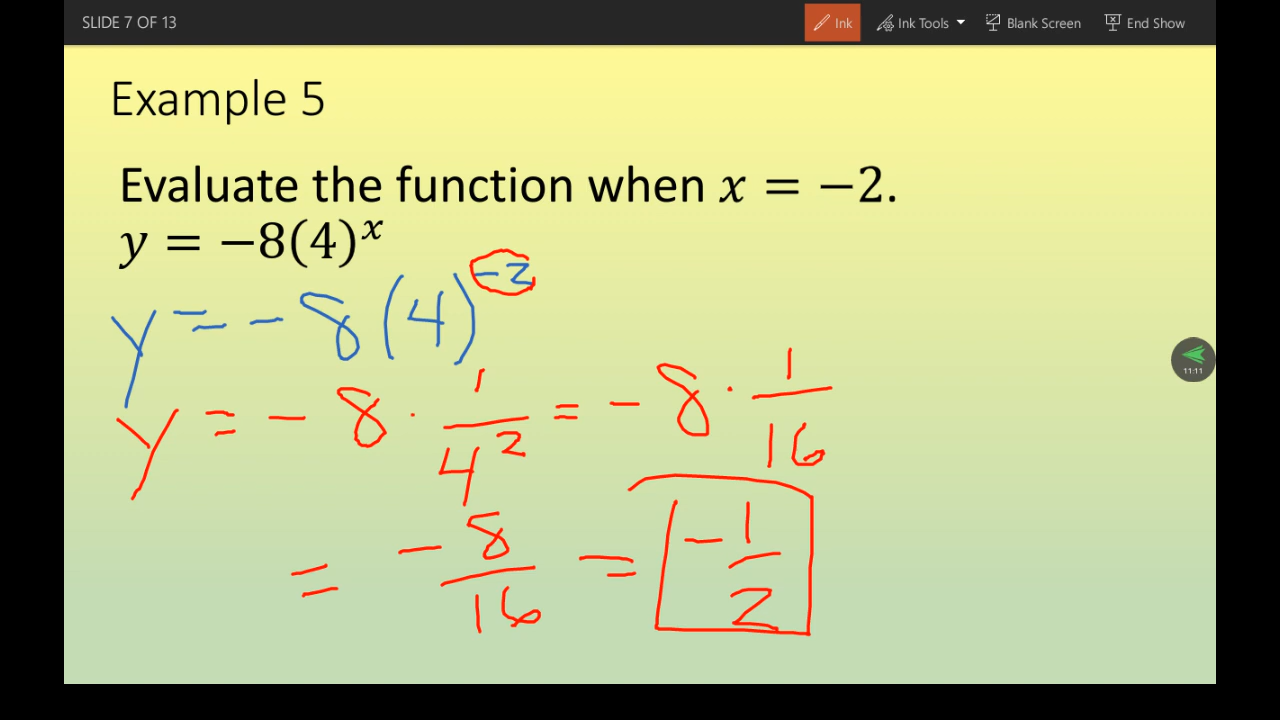 SLIDE 7 OF 13 Ink Ink Tools Blank Screen End Show
Example 5
Evaluate the function when x = −2.
y = −8(4)^x
y = -8(4)^-2
11:11
y = -8 · 1/4^2 = -8 · 1/16
= -8/16 = -1/2